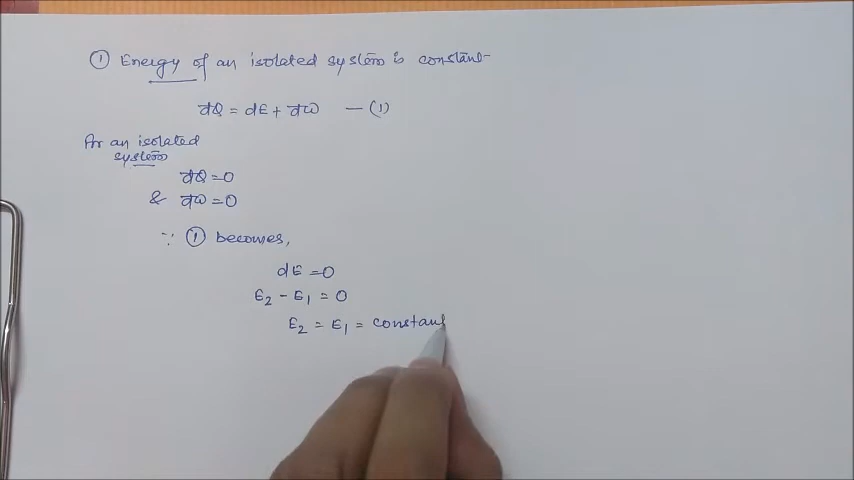 ① Energy of an isolated system is constant
đQ = dE + đW — (1)
For an isolated
system
đQ = 0
& đW = 0
∵ ① becomes,
dE = 0
E₂ - E₁ = 0
E₂ = E₁ = constant